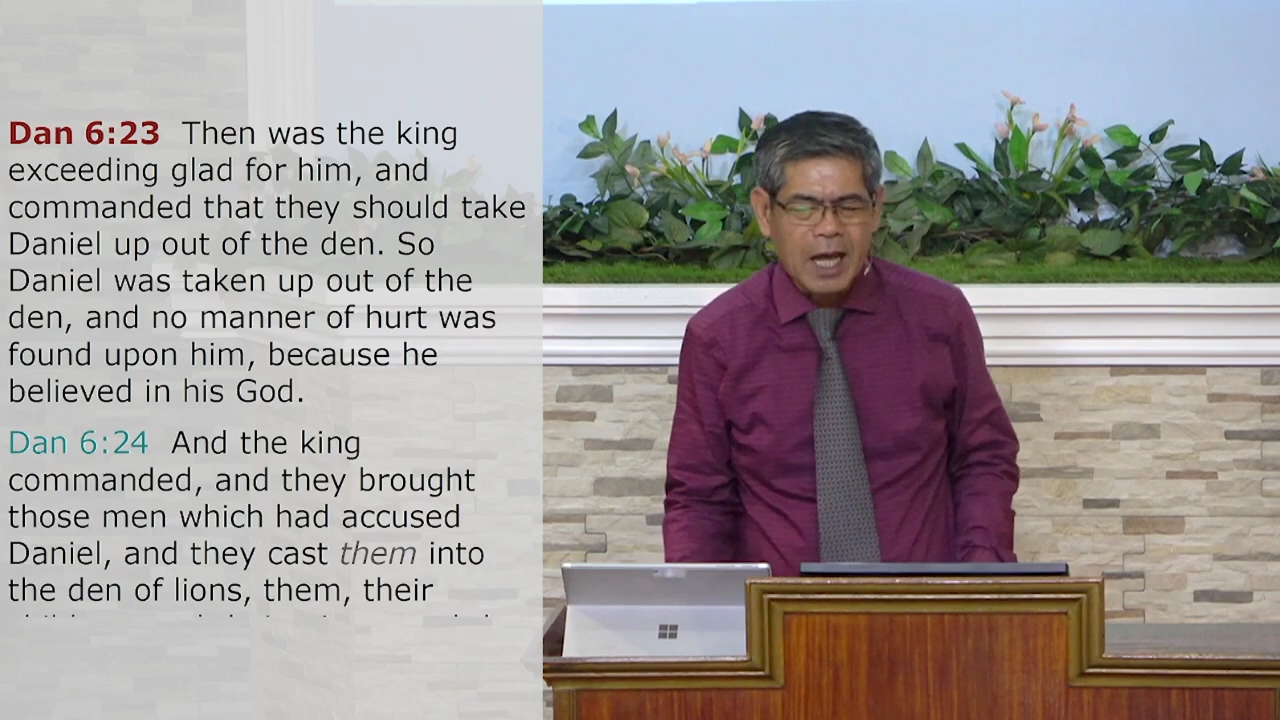 Dan 6:23 Then was the king
exceeding glad for him, and
commanded that they should take
Daniel up out of the den. So
Daniel was taken up out of the
den, and no manner of hurt was
found upon him, because he
believed in his God.
Dan 6:24 And the king
commanded, and they brought
those men which had accused
Daniel, and they cast them into
the den of lions, them, their